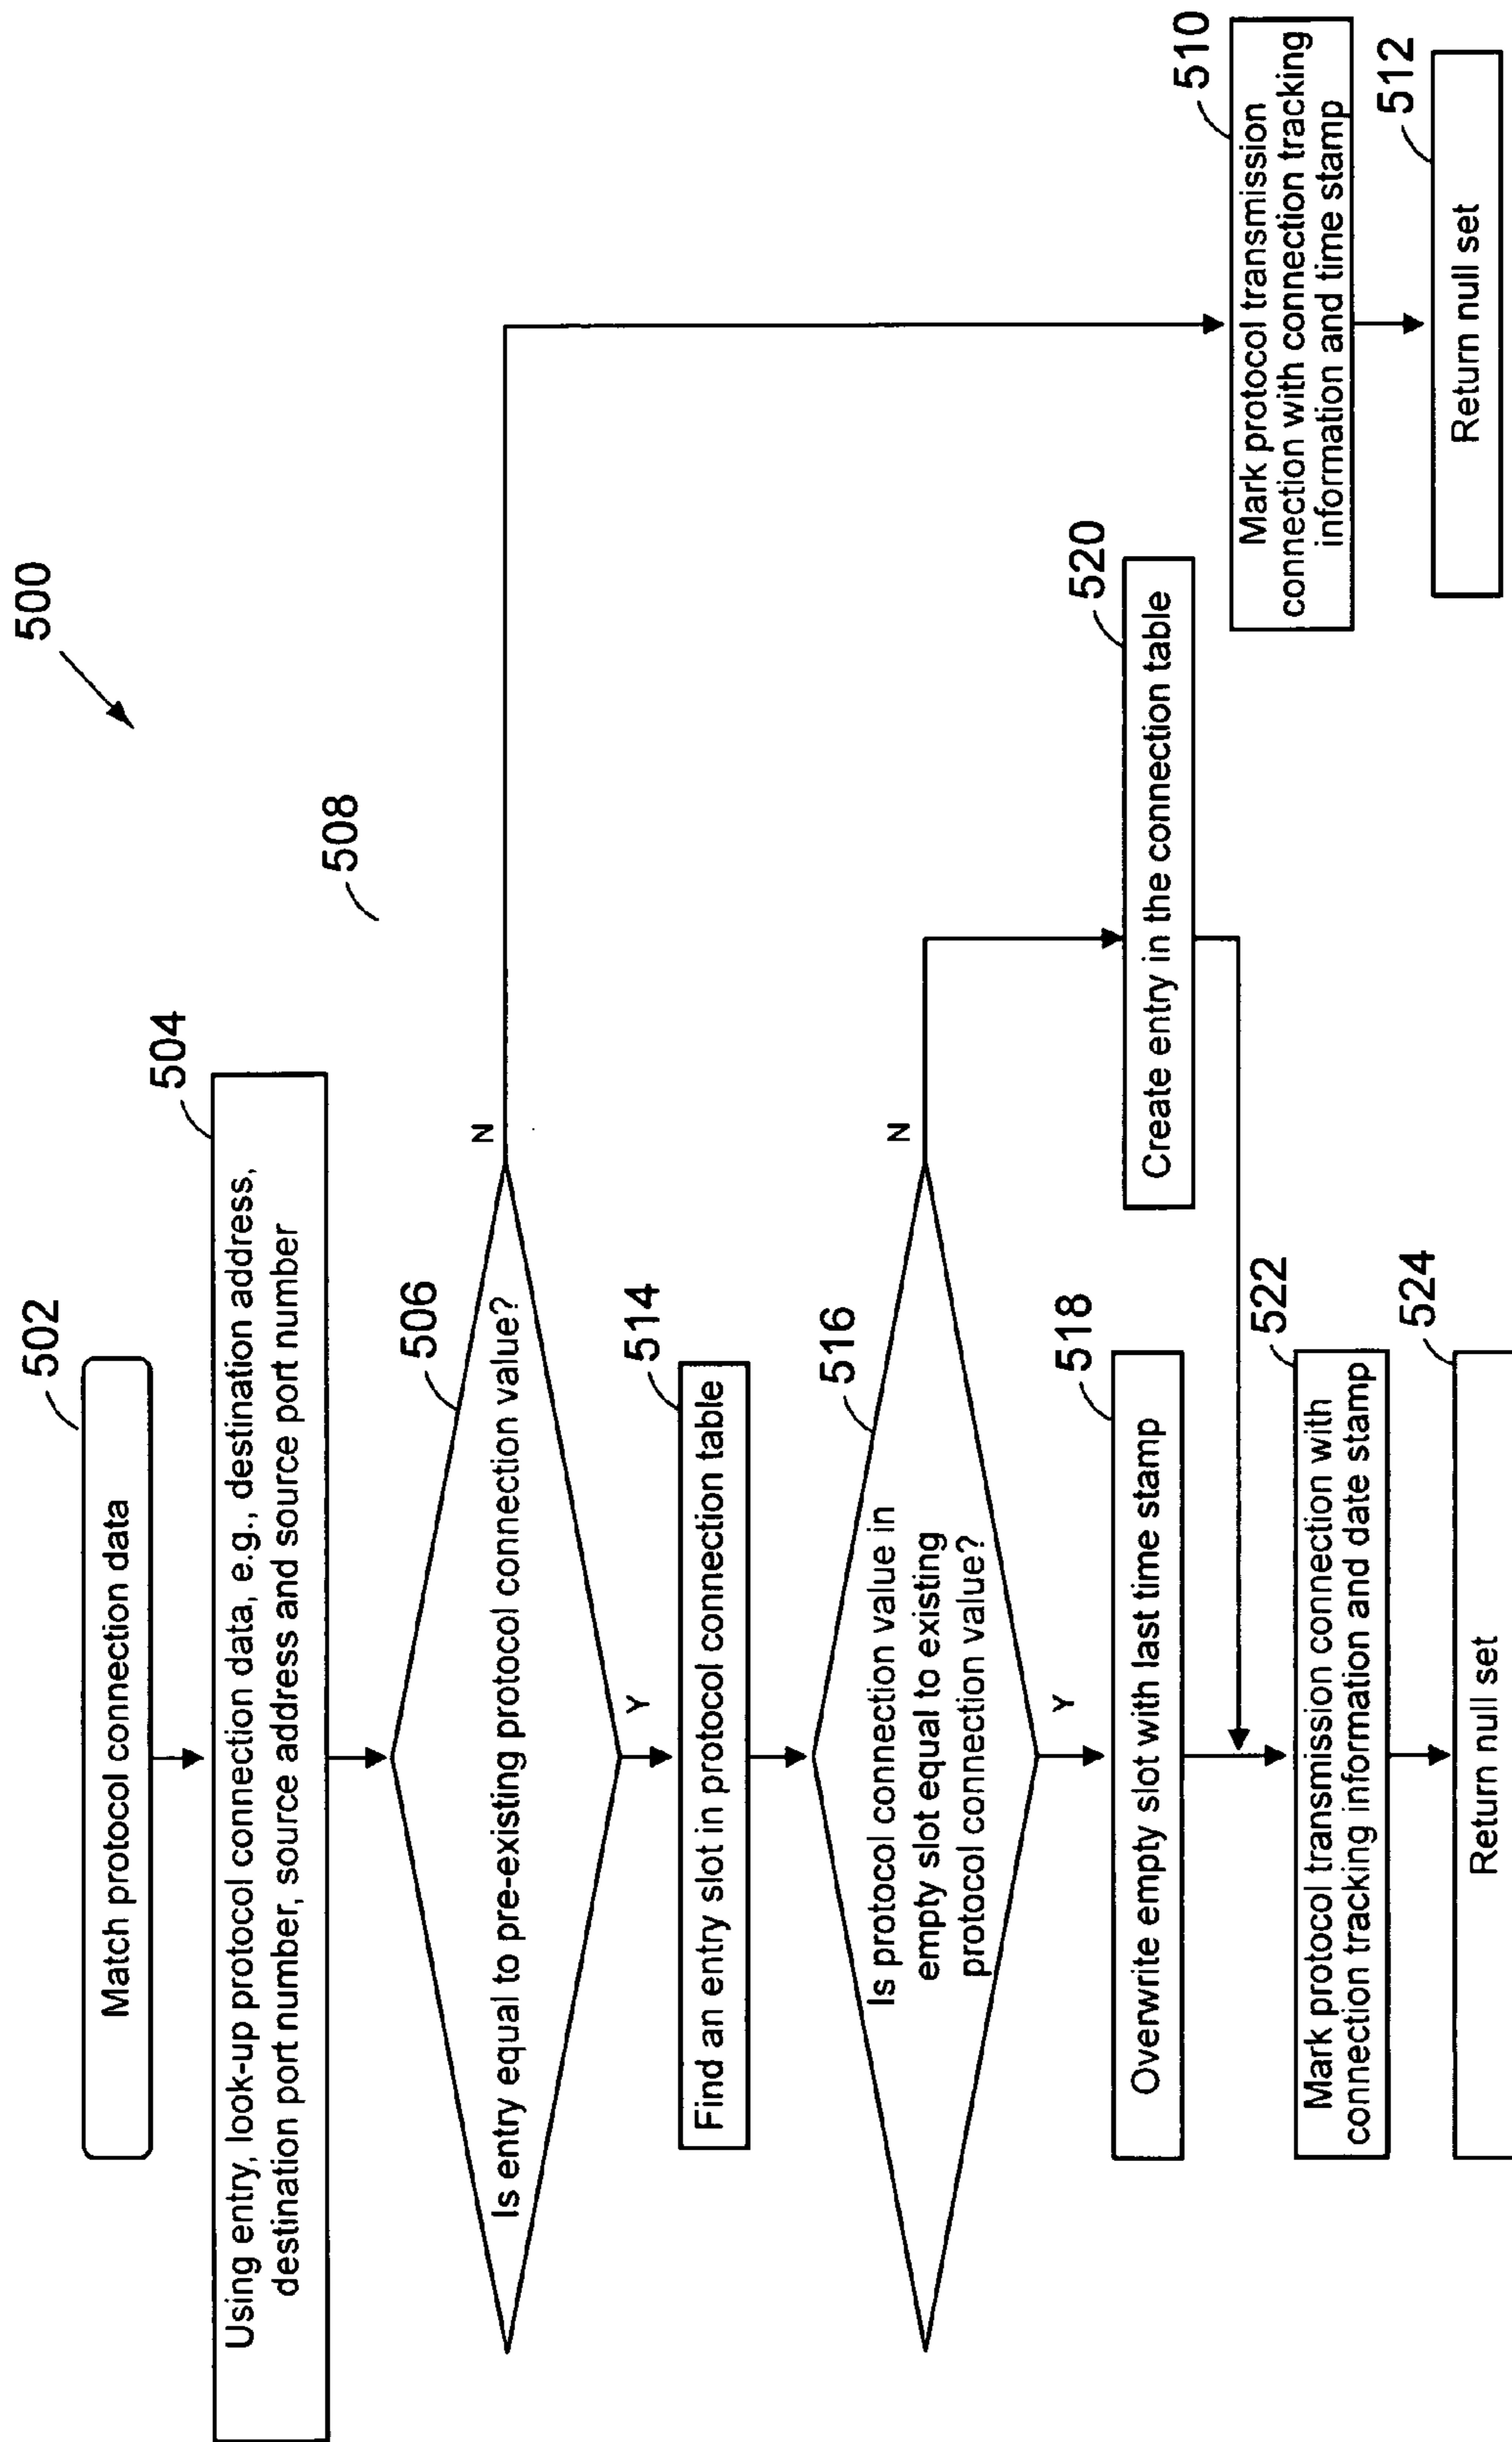 500
502
Match protocol connection data
504
Using entry, look-up protocol connection data, e.g., destination address,
destination port number, source address and source port number
506
Is entry equal to pre-existing protocol connection value?
N
508
Y
514
Find an entry slot in protocol connection table
516
Is protocol connection value in
empty slot equal to existing
protocol connection value?
N
Y
518
Overwrite empty slot with last time stamp
520
Create entry in the connection table
522
Mark protocol transmission connection with
connection tracking information and date stamp
524
Return null set
510
Mark protocol transmission
connection with connection tracking
information and time stamp
512
Return null set